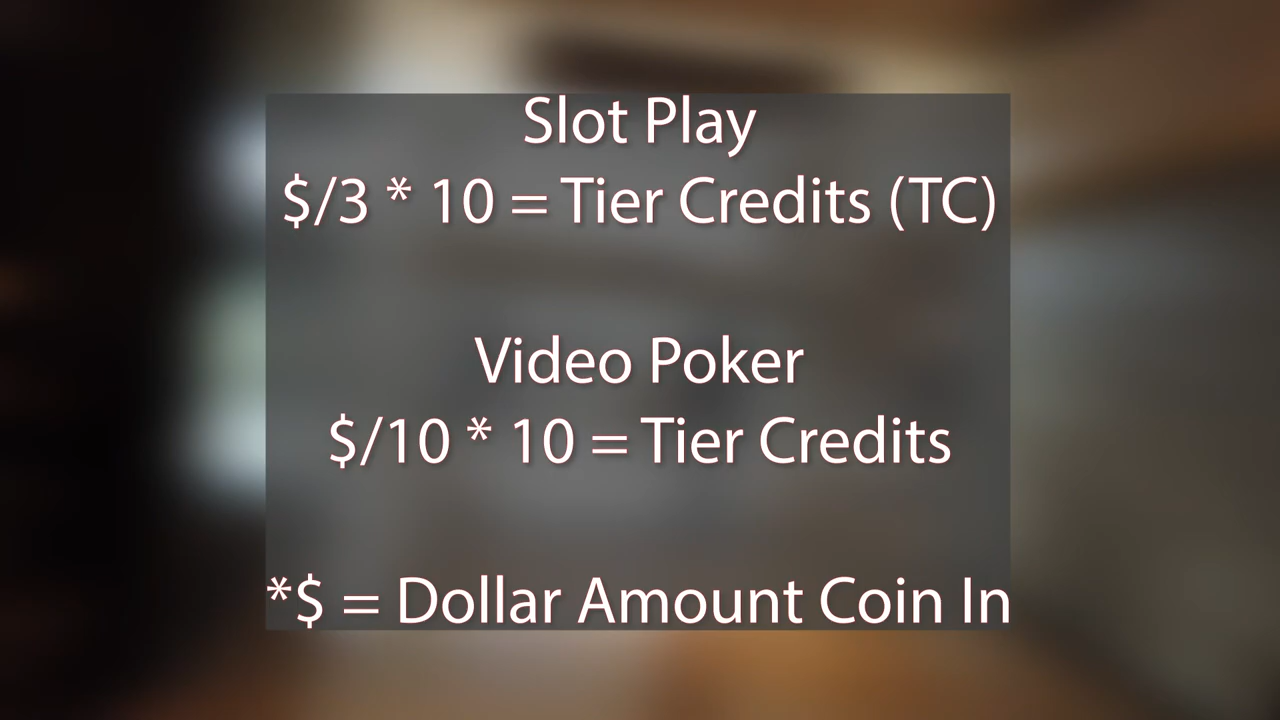 Slot Play
$/3 * 10 = Tier Credits (TC)
Video Poker
$/10 * 10 = Tier Credits
*$ = Dollar Amount Coin In